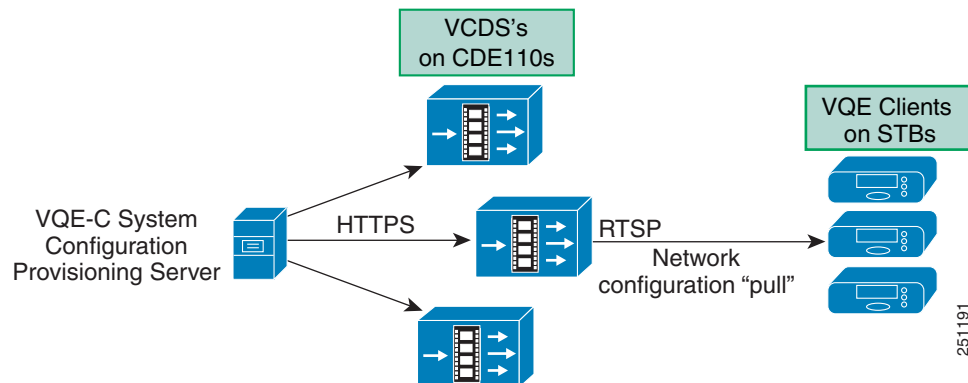 VCDS's
on CDE110s
VQE Clients
on STBs
VQE-C System
Configuration
Provisioning Server
HTTPS
RTSP
Network
configuration “pull”
251191